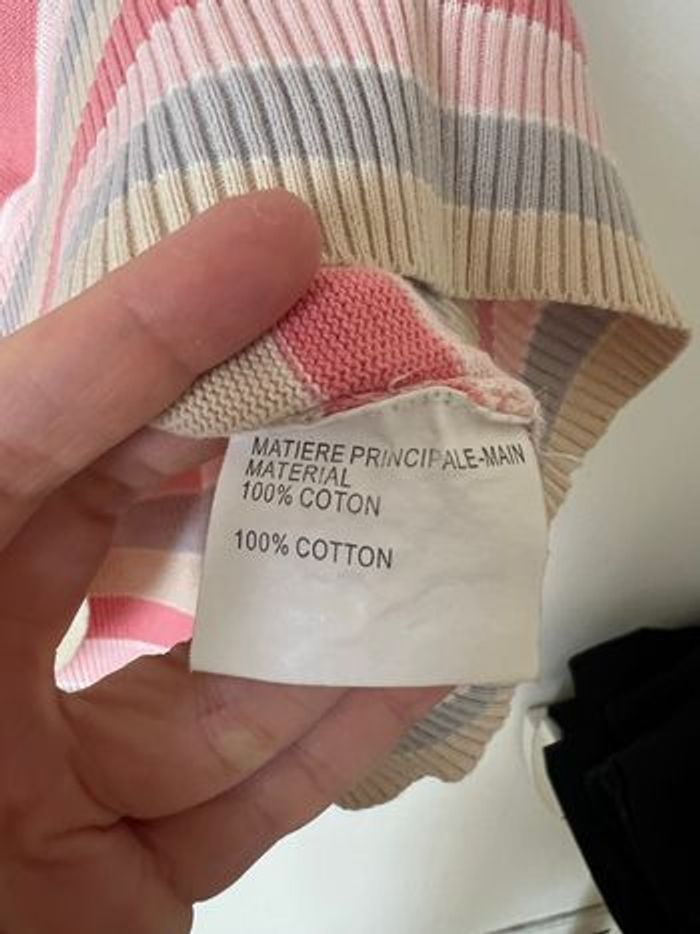 MATIERE PRINCIPALE-MAIN
MATERIAL
100% COTON
100% COTTON